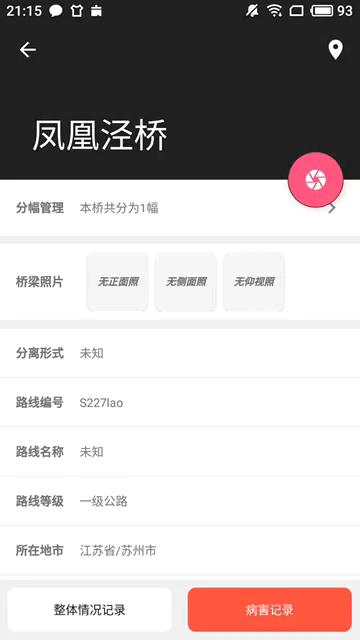 21:15
93
凤凰泾桥
分幅管理 本桥共分为1幅
桥梁照片 无正面照 无侧面照 无仰视照
分离形式 未知
路线编号 S227lao
路线名称 未知
路线等级 一级公路
所在地市 江苏省/苏州市
整体情况记录 病害记录